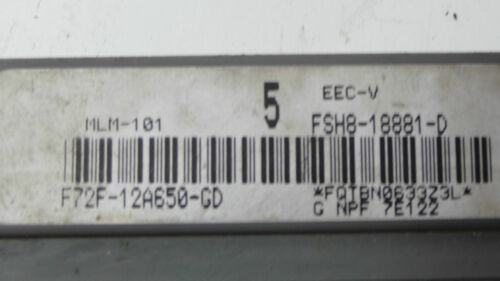 5 EEC-V
MLM-101 FSH8-18881-D
F72F-12A650-GD *FQTBN0633Z3L*
G NPF 7E122